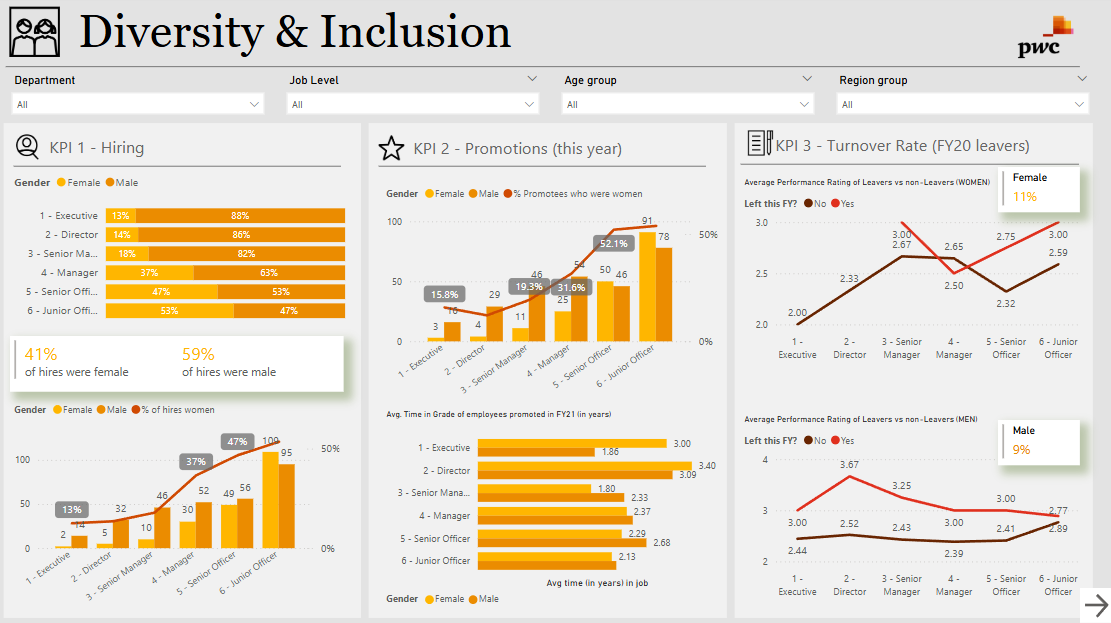 Diversity & Inclusion
pwc
Department
Job Level
Age group
Region group
All
All
All
All
KPI 1 - Hiring
Gender Female Male
1 - Executive 13% 88%
2 - Director 14% 86%
3 - Senior Ma... 18% 82%
4 - Manager 37% 63%
5 - Senior Offi... 47% 53%
6 - Junior Offi... 53% 47%
41% 59%
of hires were female of hires were male
Gender Female Male % of hires women
100
50
0
50%
0%
13% 37% 47%
2 14 5 32 10 46 30 52 49 56 109 95
1 - Executive
2 - Director
3 - Senior Manager
4 - Manager
5 - Senior Officer
6 - Junior Officer
KPI 2 - Promotions (this year)
Gender Female Male % Promotees who were women
100
50
0
50%
0%
15.8% 19.3% 31.6% 52.1%
3 16 4 29 11 46 25 54 50 46 91 78
1 - Executive
2 - Director
3 - Senior Manager
4 - Manager
5 - Senior Officer
6 - Junior Officer
Avg. Time in Grade of employees promoted in FY21 (in years)
1 - Executive 3.00 1.86
2 - Director 3.40 3.09
3 - Senior Mana... 1.80 2.33
4 - Manager 2.37
5 - Senior Officer 2.29 2.68
6 - Junior Officer 2.13
Avg time (in years) in job
Gender Female Male
KPI 3 - Turnover Rate (FY20 leavers)
Average Performance Rating of Leavers vs non-Leavers (WOMEN)
Female
11%
Left this FY? No Yes
3.0
2.5
2.0
2.00 2.33 3.00 2.67 2.65 2.50 2.75 2.32 3.00 2.59
1 - Executive
2 - Director
3 - Senior Manager
4 - Manager
5 - Senior Officer
6 - Junior Officer
Average Performance Rating of Leavers vs non-Leavers (MEN)
Male
9%
Left this FY? No Yes
4
3
2
3.00 2.44 3.67 2.52 3.25 2.43 3.00 2.39 3.00 2.41 2.77 2.89
1 - Executive
2 - Director
3 - Senior Manager
4 - Manager
5 - Senior Officer
6 - Junior Officer